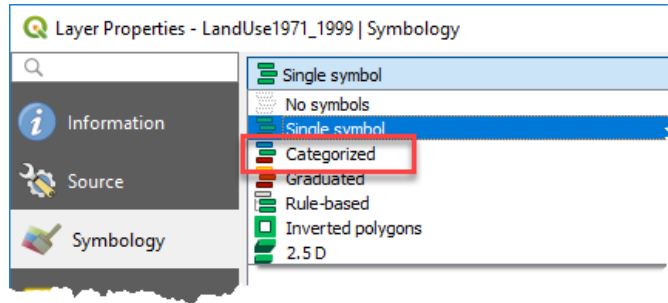 Layer Properties - LandUse1971_1999 | Symbology
Single symbol
No symbols
Single symbol
Categorized
Graduated
Rule-based
Inverted polygons
2.5 D
Information
Source
Symbology